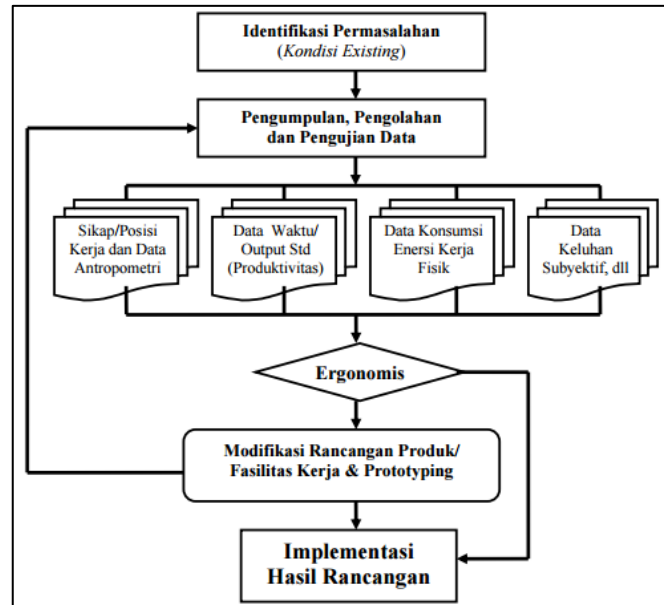 Identifikasi Permasalahan
(Kondisi Existing)
Pengumpulan, Pengolahan
dan Pengujian Data
Sikap/Posisi
Kerja dan Data
Antropometri
Data Waktu/
Output Std
(Produktivitas)
Data Konsumsi
Enersi Kerja
Fisik
Data
Keluhan
Subyektif, dll
Ergonomis
Modifikasi Rancangan Produk/
Fasilitas Kerja & Prototyping
Implementasi
Hasil Rancangan